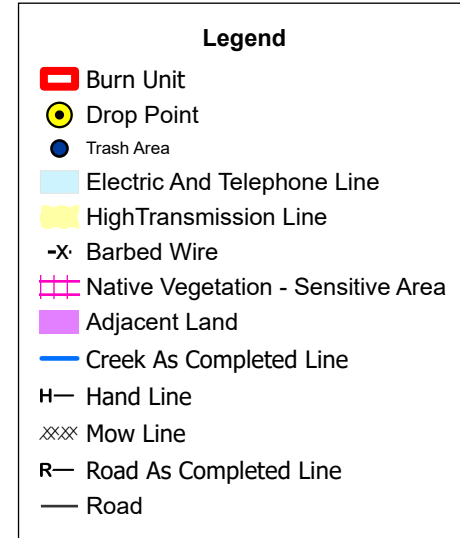 Legend
Burn Unit
Drop Point
Trash Area
Electric And Telephone Line
HighTransmission Line
-X- Barbed Wire
Native Vegetation - Sensitive Area
Adjacent Land
Creek As Completed Line
H— Hand Line
Mow Line
R— Road As Completed Line
Road